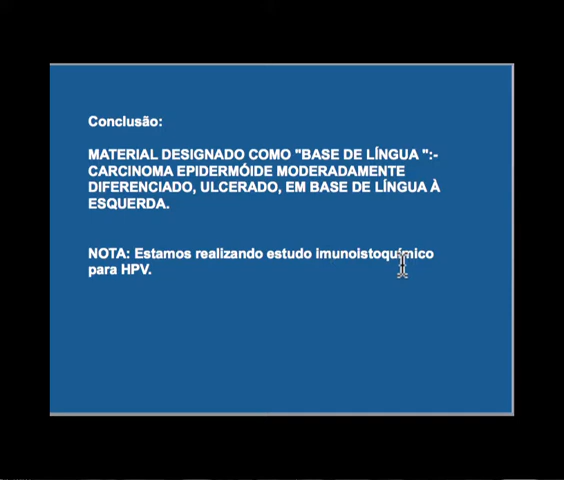 Conclusão:
MATERIAL DESIGNADO COMO "BASE DE LÍNGUA ":-
CARCINOMA EPIDERMÓIDE MODERADAMENTE
DIFERENCIADO, ULCERADO, EM BASE DE LÍNGUA À
ESQUERDA.
NOTA: Estamos realizando estudo imunoistoquímico
para HPV.